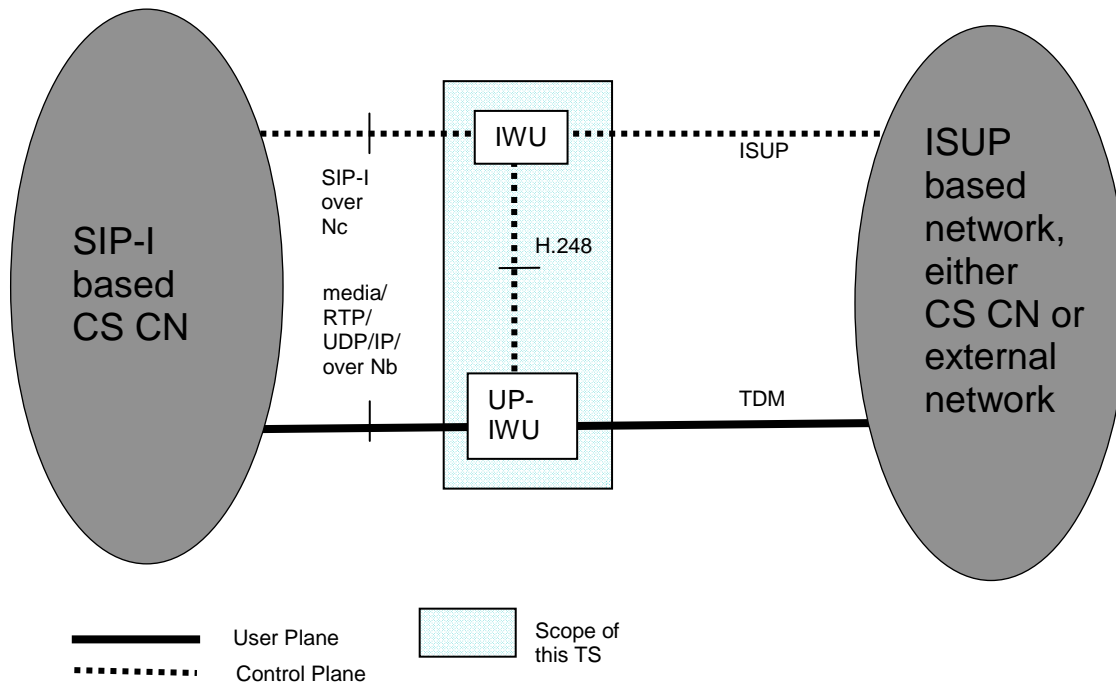 SIP-I
based
CS CN
SIP-I
over
Nc
media/
RTP/
UDP/IP/
over Nb
IWU
H.248
UP-
IWU
ISUP
TDM
ISUP
based
network,
either
CS CN or
external
network
User Plane
Control Plane
Scope of
this TS